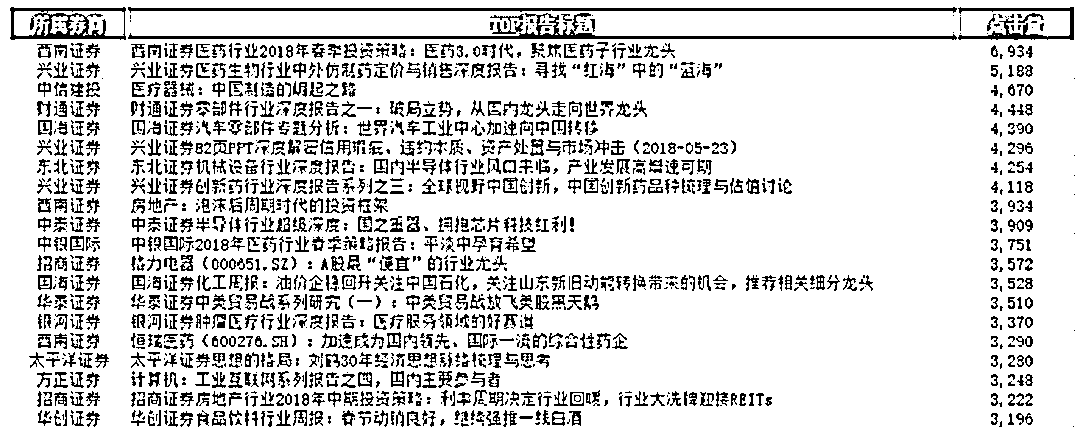 所属券商 TOP报告标题 点击量
西南证券 西南证券医药行业2018年春季投资策略：医药3.0时代，聚焦医药子行业龙头 6,934
兴业证券 兴业证券医药生物行业中外仿制药定价与销售深度报告：寻找“红海”中的“蓝海” 5,188
中信建投 医疗器械：中国制造的崛起之路 4,670
财通证券 财通证券零部件行业深度报告之一：破局立势，从国内龙头走向世界龙头 4,448
国海证券 国海证券汽车零部件专题分析：世界汽车工业中心加速向中国转移 4,390
兴业证券 兴业证券82页PPT深度解密信用瑕疵、违约本质、资产处置与市场冲击（2018-05-23） 4,296
东北证券 东北证券机械设备行业深度报告：国内半导体行业风口来临，产业发展高增速可期 4,254
兴业证券 兴业证券创新药行业深度报告系列之三：全球视野中国创新，中国创新药品种梳理与估值讨论 4,118
西南证券 房地产：泡沫后周期时代的投资框架 3,934
中泰证券 中泰证券半导体行业超级深度：国之重器、拥抱芯片科技红利！ 3,909
中银国际 中银国际2018年医药行业春季策略报告：平淡中孕育希望 3,751
招商证券 格力电器（000651.SZ）：A股最“便宜”的行业龙头 3,572
国海证券 国海证券化工周报：油价企稳回升关注中国石化，关注山东新旧动能转换带来的机会，推荐相关细分龙头 3,528
华泰证券 华泰证券中美贸易战系列研究（一）：中美贸易战放飞美股黑天鹅 3,510
银河证券 银河证券肿瘤医疗行业深度报告：医疗服务领域的好赛道 3,370
西南证券 恒瑞医药（600276.SH）：加速成为国内领先、国际一流的综合性药企 3,290
太平洋证券 太平洋证券思想的格局：刘鹤30年经济思想脉络梳理与思考 3,280
方正证券 计算机：工业互联网系列报告之四，国内主要参与者 3,248
招商证券 招商证券房地产行业2018年中期投资策略：利率周期决定行业回暖，行业大洗牌迎接REITs 3,222
华创证券 华创证券食品饮料行业周报：春节动销良好，继续强推一线白酒 3,196